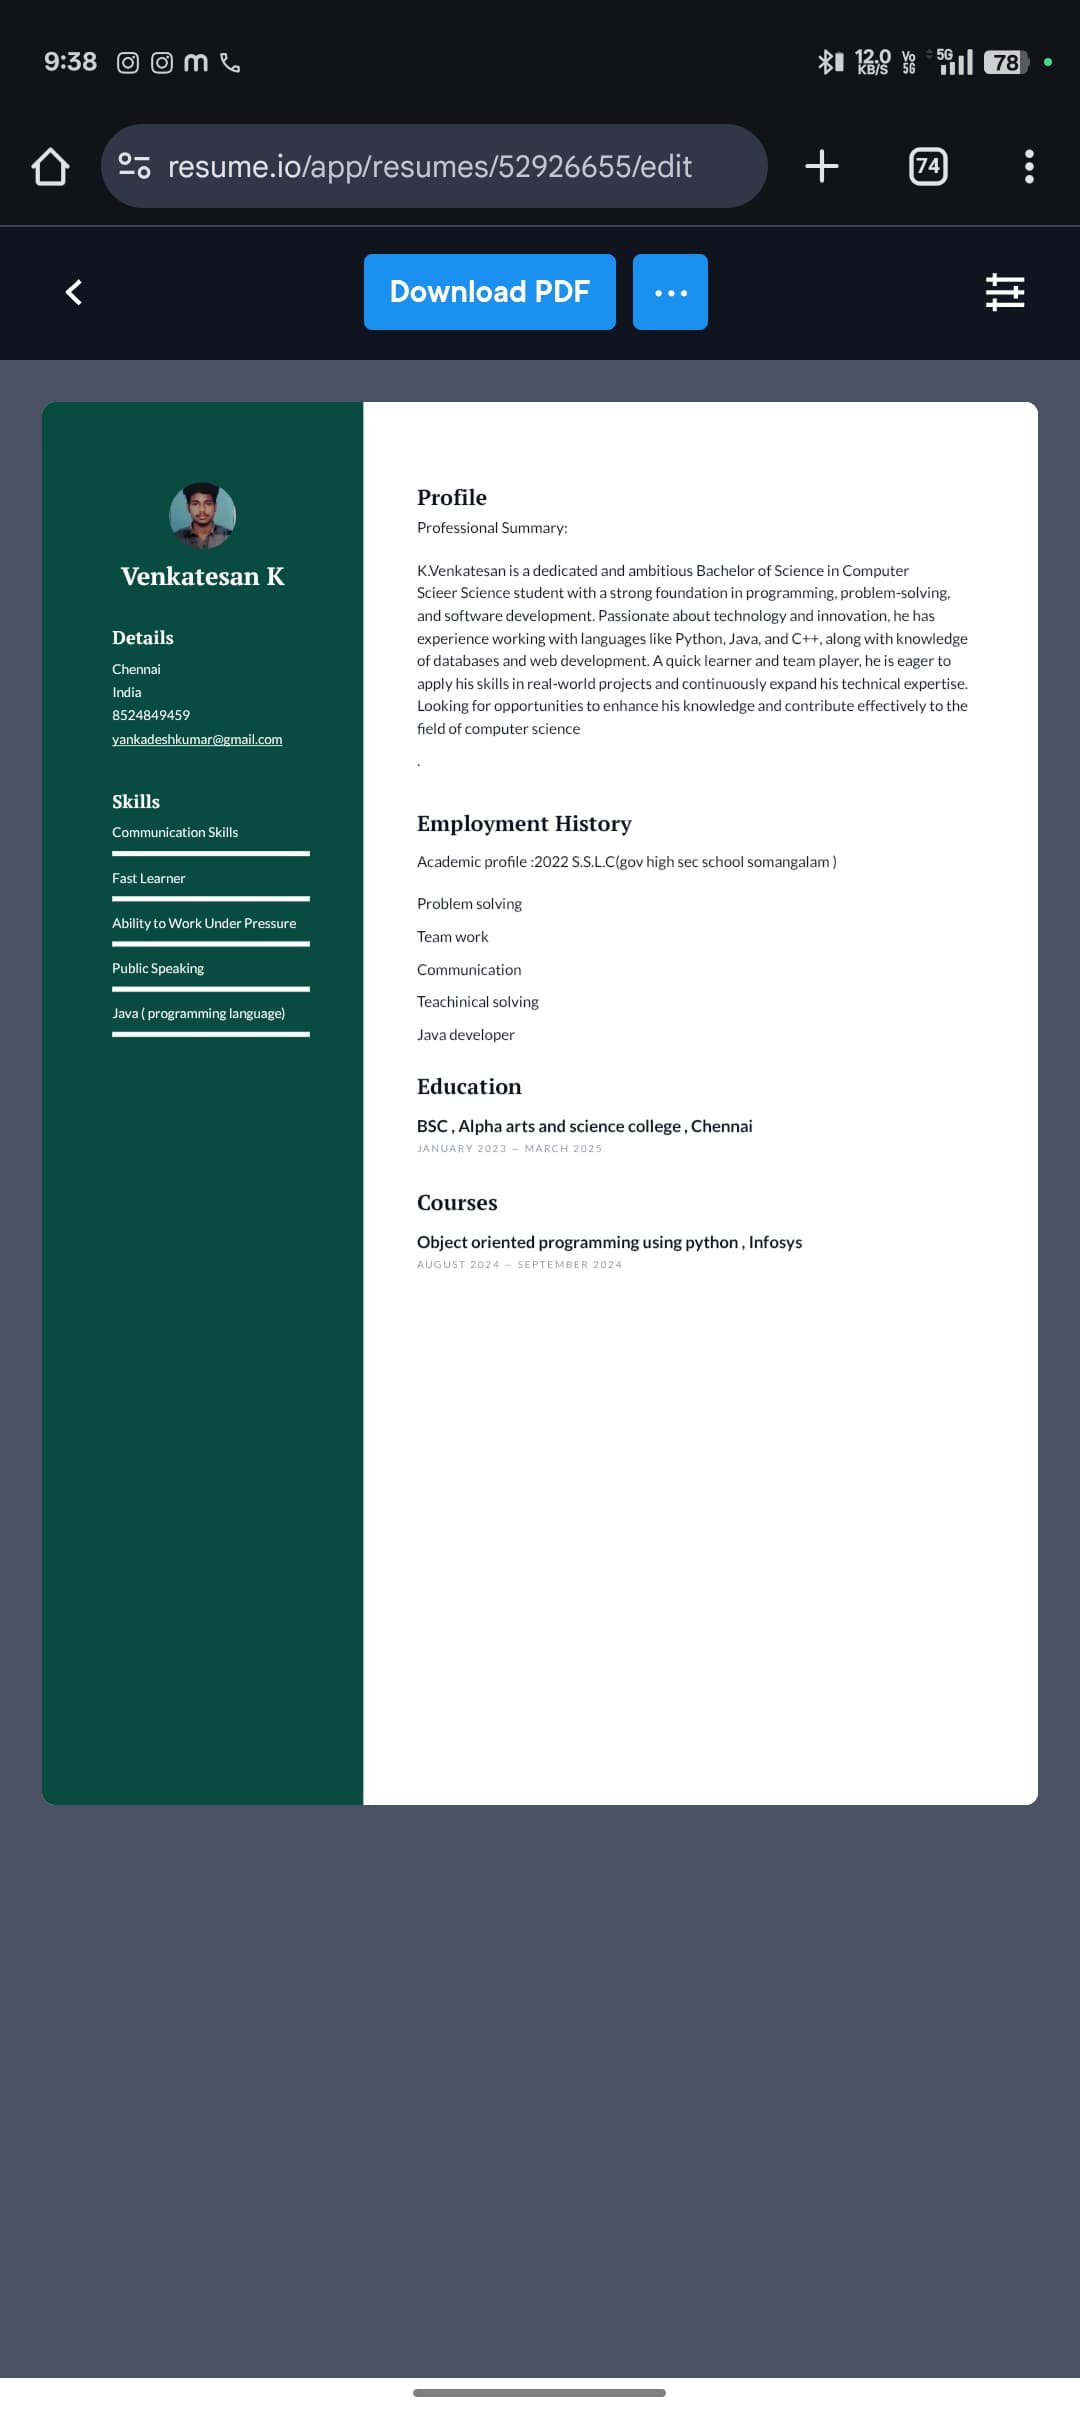 9:38
12.0
KB/S
Vo
5G
5G
78
resume.io/app/resumes/52926655/edit
74
Download PDF
Venkatesan K
Details
Chennai
India
8524849459
yankadeshkumar@gmail.com
Skills
Communication Skills
Fast Learner
Ability to Work Under Pressure
Public Speaking
Java ( programming language)
Profile
Professional Summary:
K.Venkatesan is a dedicated and ambitious Bachelor of Science in Computer
Scieer Science student with a strong foundation in programming, problem-solving,
and software development. Passionate about technology and innovation, he has
experience working with languages like Python, Java, and C++, along with knowledge
of databases and web development. A quick learner and team player, he is eager to
apply his skills in real-world projects and continuously expand his technical expertise.
Looking for opportunities to enhance his knowledge and contribute effectively to the
field of computer science
.
Employment History
Academic profile :2022 S.S.L.C(gov high sec school somangalam )
Problem solving
Team work
Communication
Teachinical solving
Java developer
Education
BSC , Alpha arts and science college , Chennai
JANUARY 2023 — MARCH 2025
Courses
Object oriented programming using python , Infosys
AUGUST 2024 — SEPTEMBER 2024